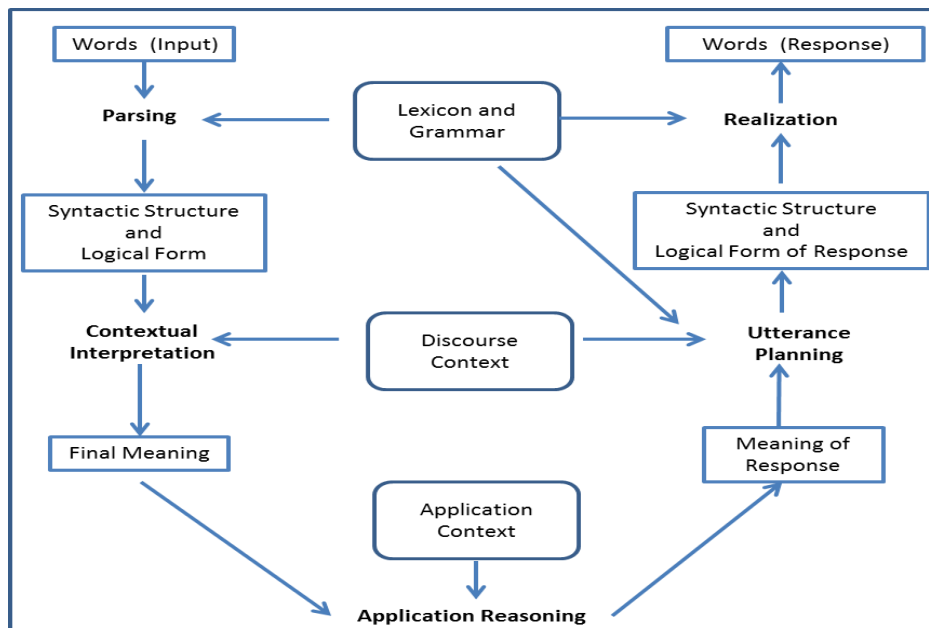 Words (Input)
Words (Response)
Parsing
Lexicon and
Grammar
Realization
Syntactic Structure
and
Logical Form
Syntactic Structure
and
Logical Form of Response
Contextual
Interpretation
Discourse
Context
Utterance
Planning
Final Meaning
Meaning of
Response
Application
Context
Application Reasoning